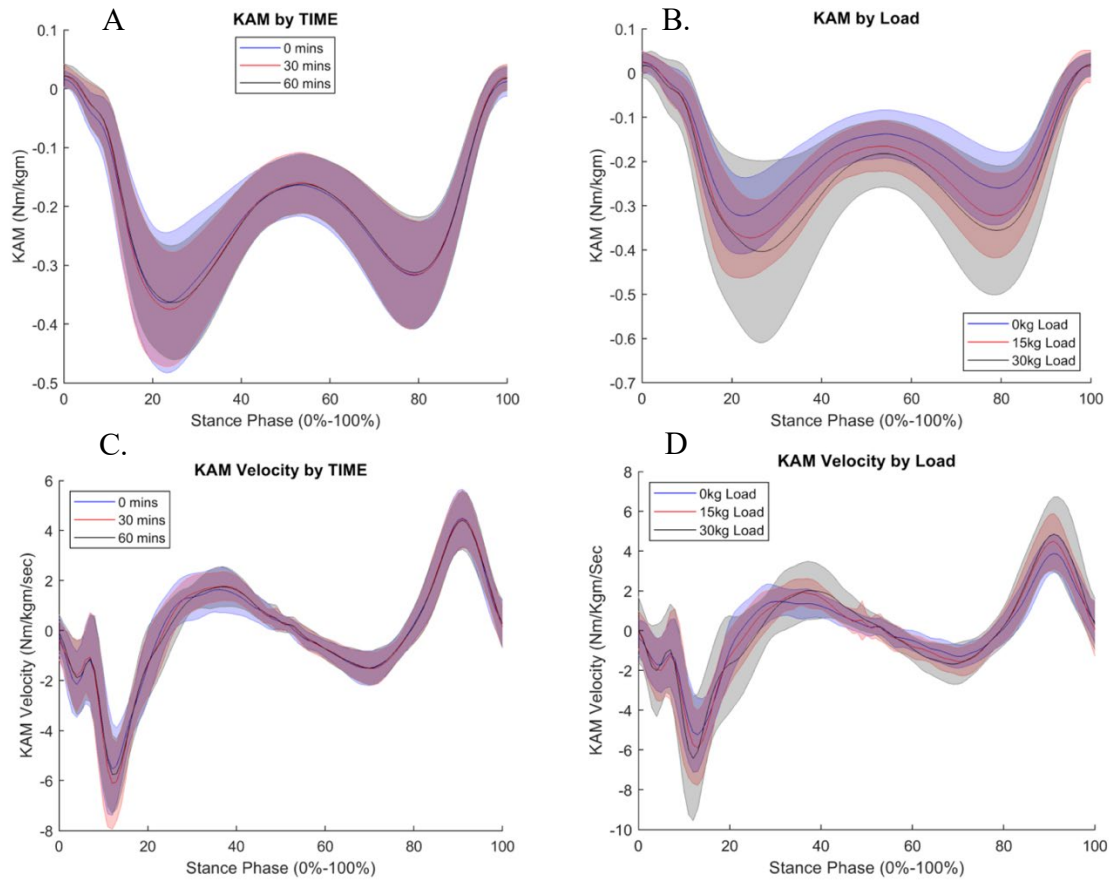 A
KAM by TIME
0 mins
30 mins
60 mins
0
-0.1
-0.2
-0.3
-0.4
-0.5
KAM (Nm/kgm)
0 20 40 60 80 100
Stance Phase (0%-100%)
B.
KAM by Load
0
-0.1
-0.2
-0.3
-0.4
-0.5
-0.6
-0.7
KAM (Nm/kgm)
0kg Load
15kg Load
30kg Load
0 20 40 60 80 100
Stance Phase (0%-100%)
C.
KAM Velocity by TIME
0 mins
30 mins
60 mins
6
4
2
0
-2
-4
-6
-8
KAM Velocity (Nm/kgm/sec)
0 20 40 60 80 100
Stance Phase (0%-100%)
D
KAM Velocity by Load
0kg Load
15kg Load
30kg Load
8
6
4
2
0
-2
-4
-6
-8
-10
KAM Velocity (Nm/Kgm/Sec)
0 20 40 60 80 100
Stance Phase (0%-100%)